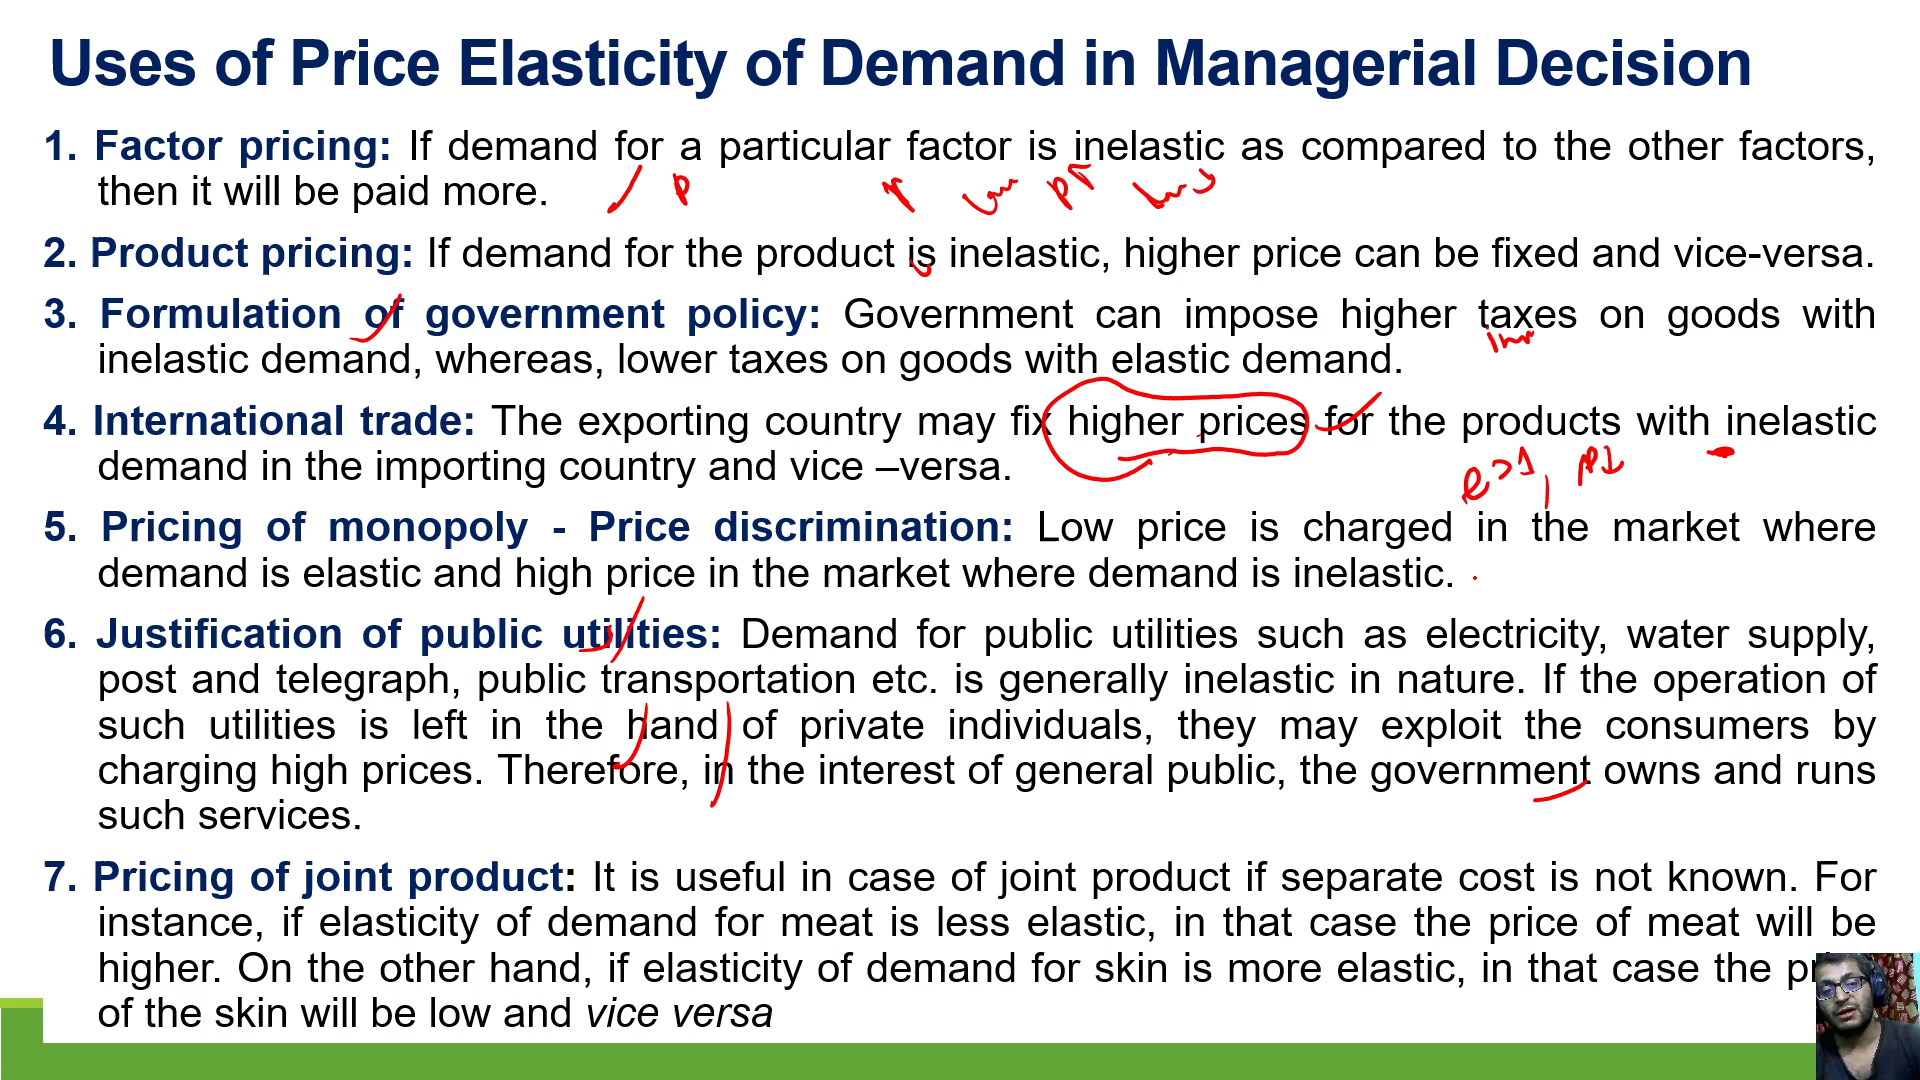 Uses of Price Elasticity of Demand in Managerial Decision
1. Factor pricing: If demand for a particular factor is inelastic as compared to the other factors,
then it will be paid more.
P
2. Product pricing: If demand for the product is inelastic, higher price can be fixed and vice-versa.
3. Formulation of government policy: Government can impose higher taxes on goods with
inelastic demand, whereas, lower taxes on goods with elastic demand.
4. International trade: The exporting country may fix higher prices for the products with inelastic
demand in the importing country and vice –versa.
e>1, P↓
5. Pricing of monopoly - Price discrimination: Low price is charged in the market where
demand is elastic and high price in the market where demand is inelastic.
6. Justification of public utilities: Demand for public utilities such as electricity, water supply,
post and telegraph, public transportation etc. is generally inelastic in nature. If the operation of
such utilities is left in the hand of private individuals, they may exploit the consumers by
charging high prices. Therefore, in the interest of general public, the government owns and runs
such services.
7. Pricing of joint product: It is useful in case of joint product if separate cost is not known. For
instance, if elasticity of demand for meat is less elastic, in that case the price of meat will be
higher. On the other hand, if elasticity of demand for skin is more elastic, in that case the
of the skin will be low and vice versa